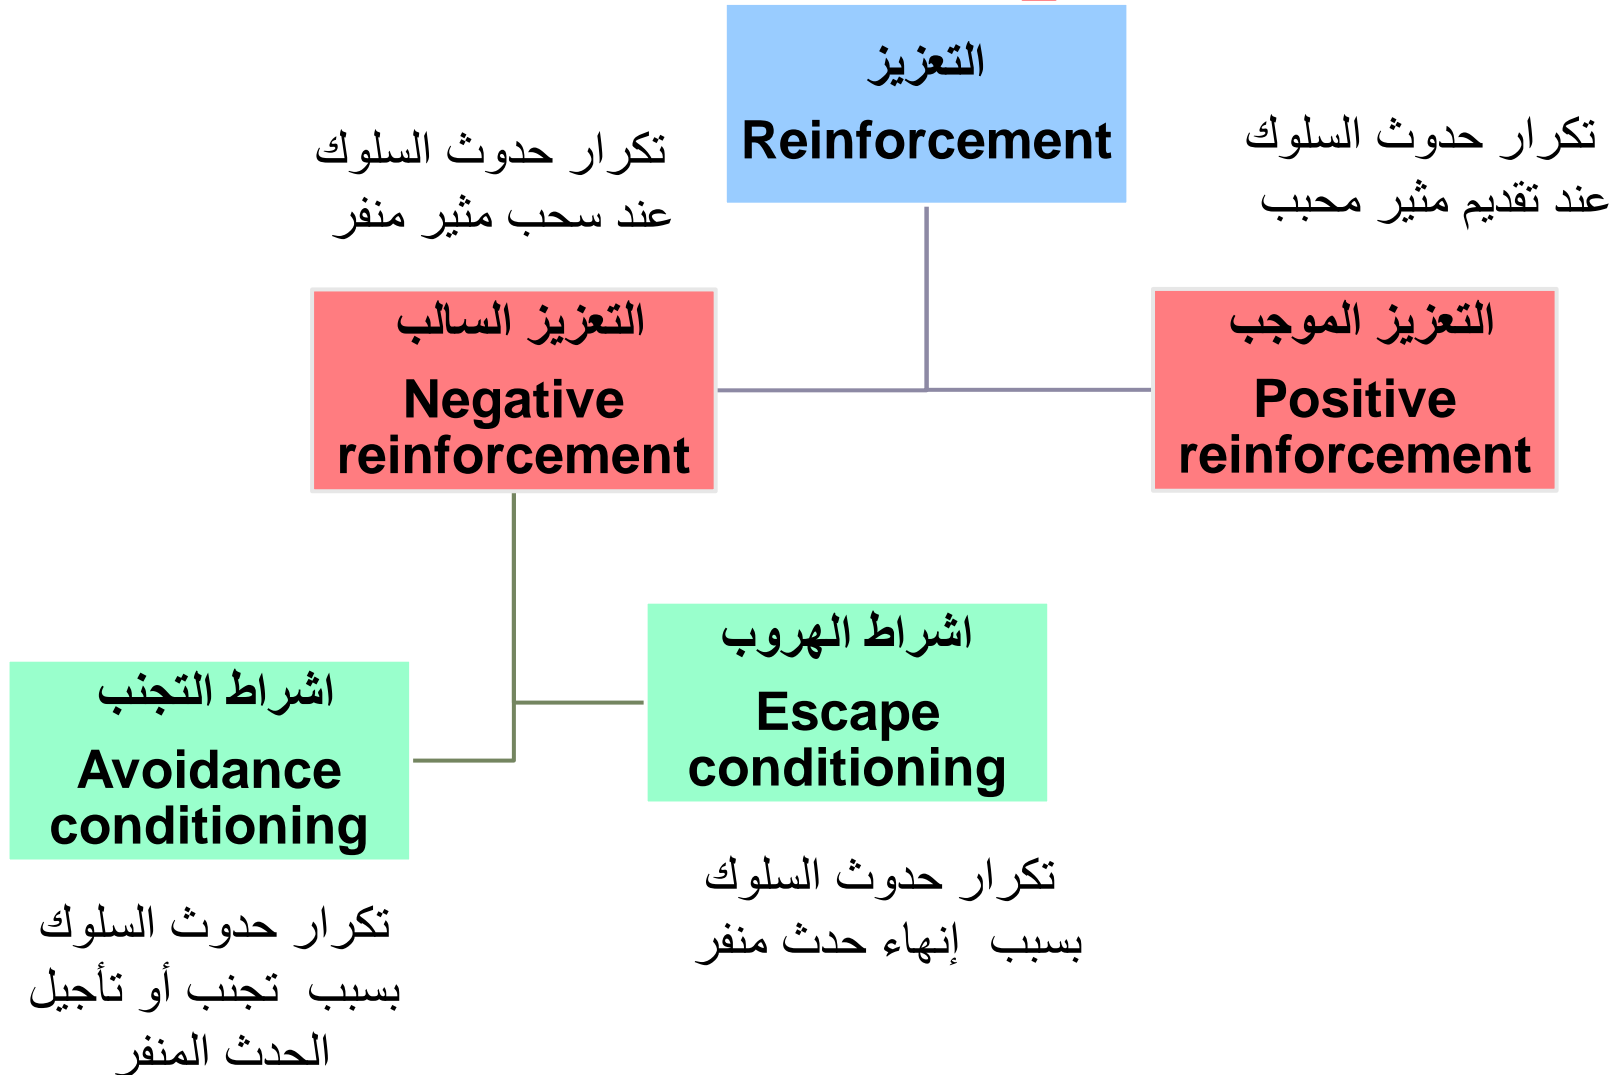 التعزيز
Reinforcement
تكرار حدوث السلوك
عند تقديم مثير محبب
تكرار حدوث السلوك
عند سحب مثير منفر
التعزيز الموجب
Positive
reinforcement
التعزيز السالب
Negative
reinforcement
اشراط الهروب
Escape
conditioning
تكرار حدوث السلوك
بسبب إنهاء حدث منفر
اشراط التجنب
Avoidance
conditioning
تكرار حدوث السلوك
بسبب تجنب أو تأجيل
الحدث المنفر